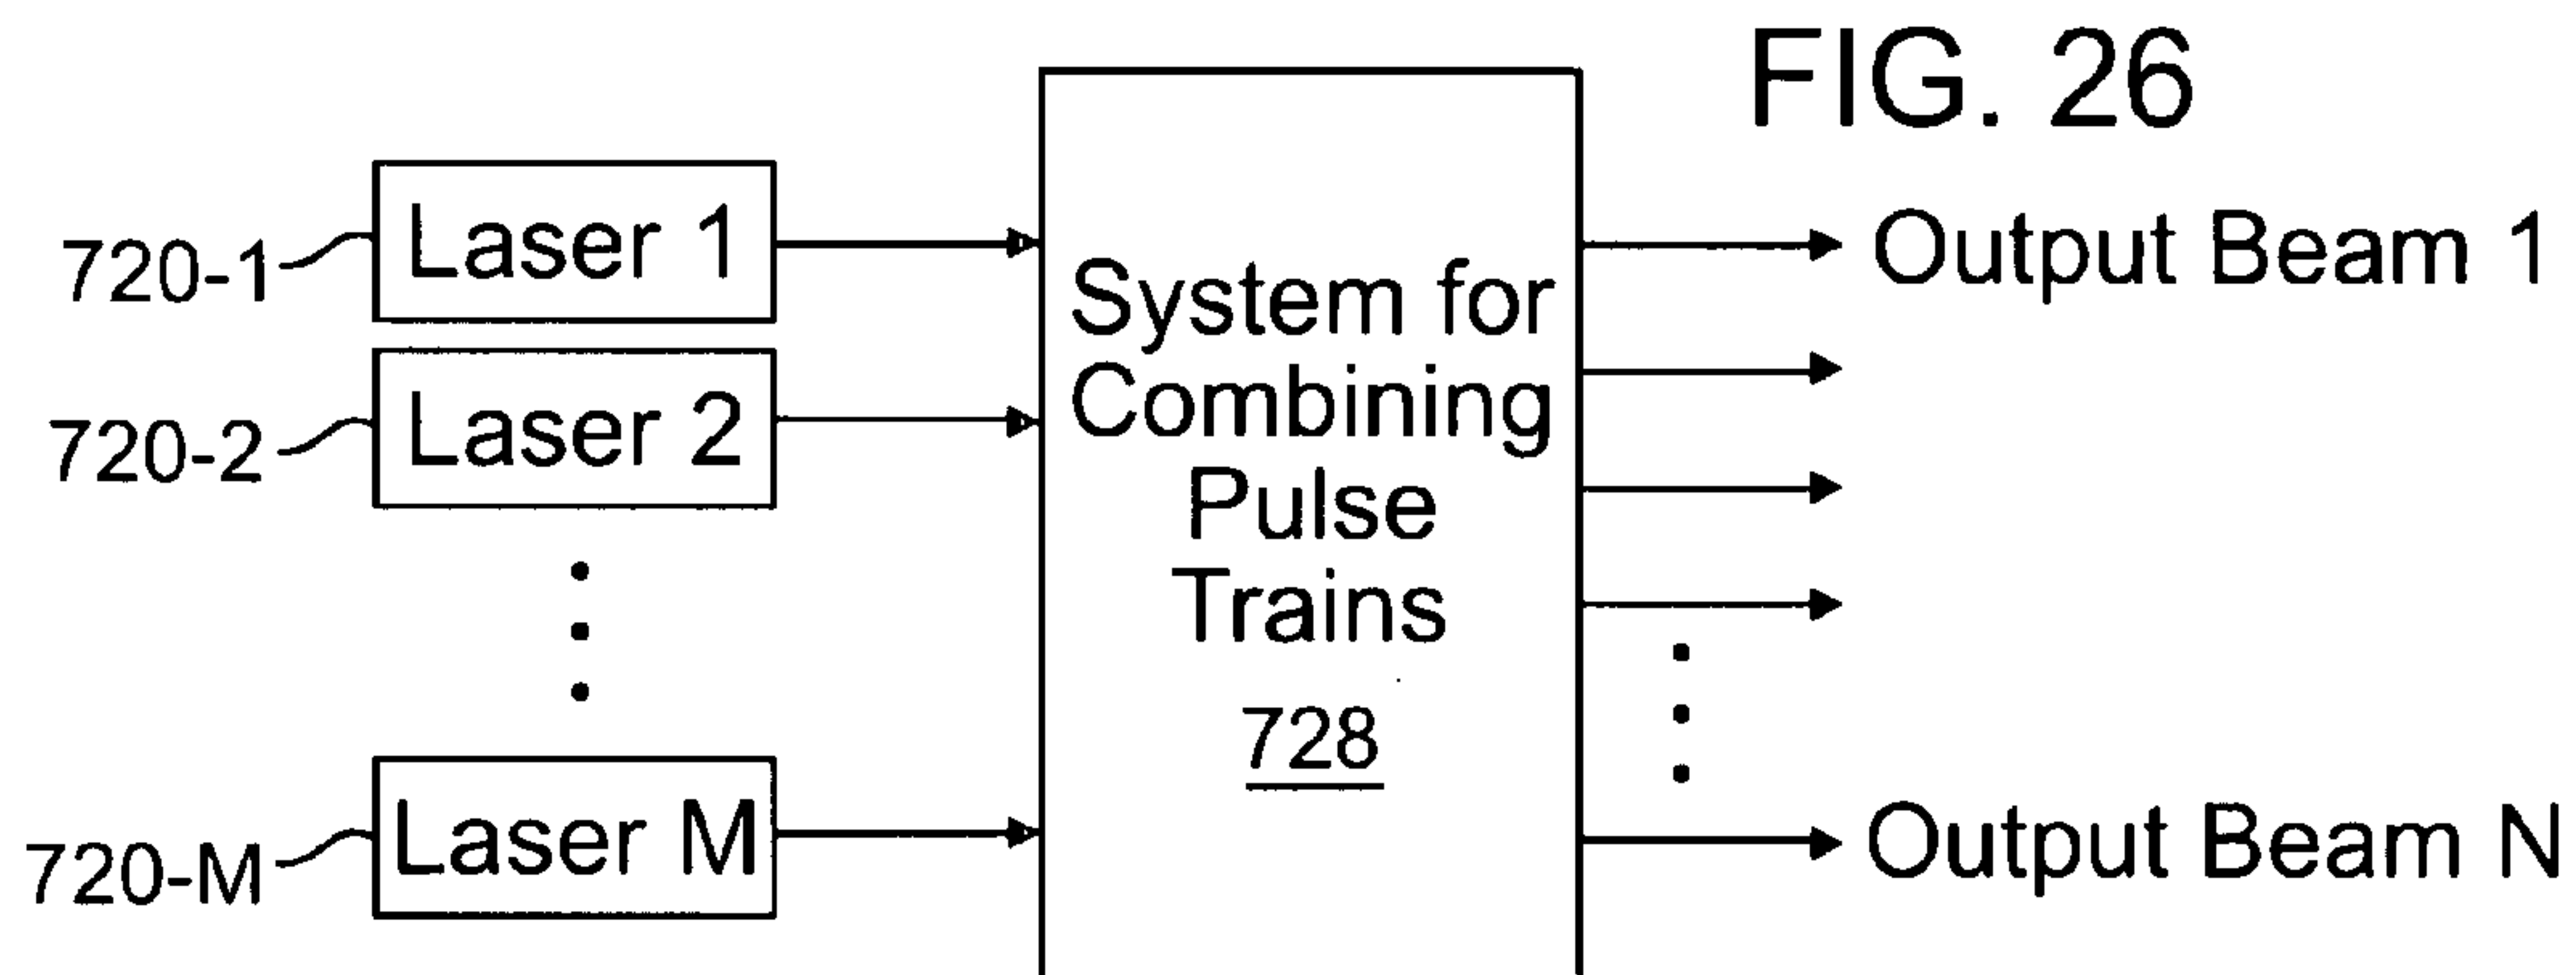 FIG. 26
720-1
Laser 1
720-2
Laser 2
720-M
Laser M
System for
Combining
Pulse
Trains
728
Output Beam 1
Output Beam N